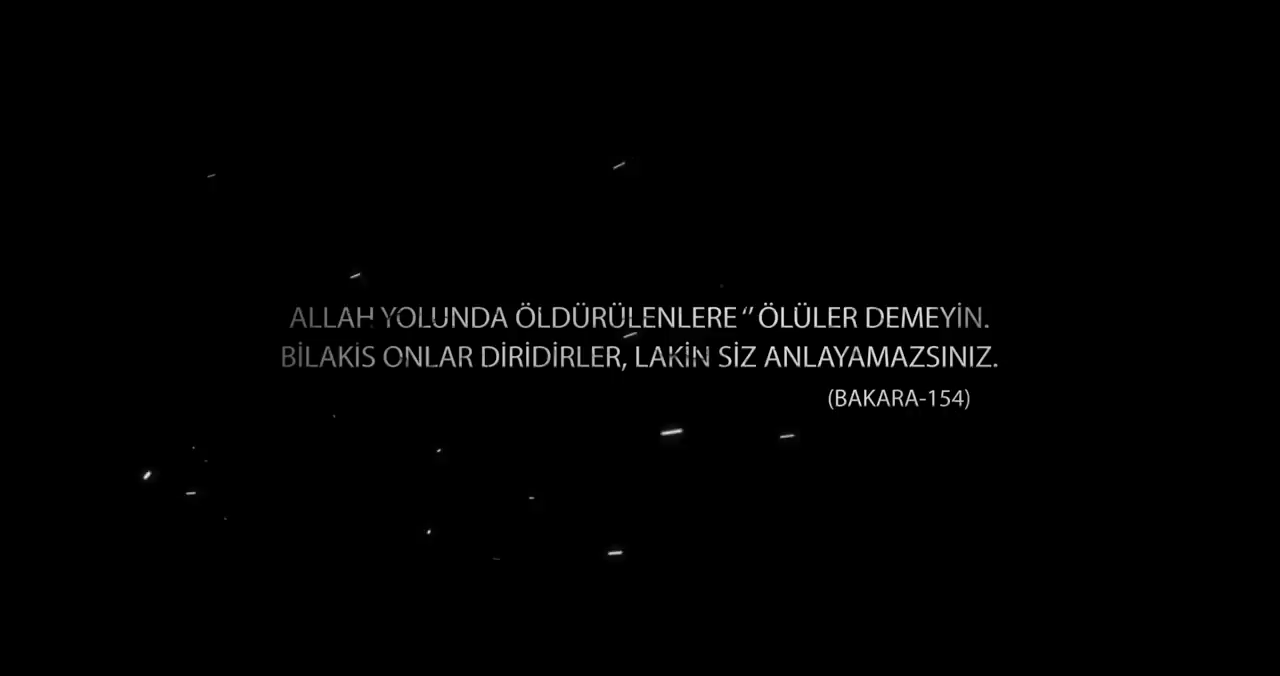 ALLAH YOLUNDA ÖLDÜRÜLENLERE “ ÖLÜLER DEMEYİN.
BİLAKİS ONLAR DİRİDİRLER, LAKİN SİZ ANLAYAMAZSINIZ.
(BAKARA-154)